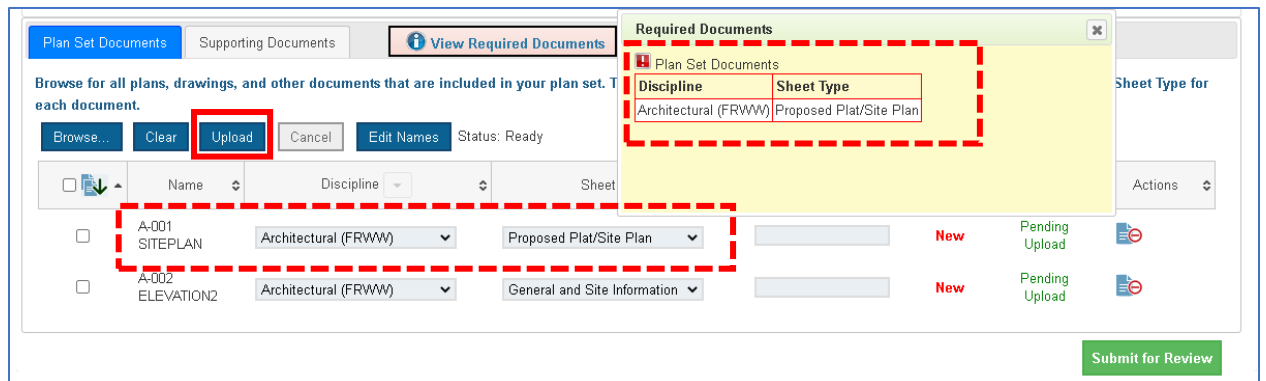 Plan Set Documents
Supporting Documents
View Required Documents
Required Documents
Plan Set Documents
Discipline Sheet Type
Architectural (FRWW) Proposed Plat/Site Plan
Browse for all plans, drawings, and other documents that are included in your plan set. T
Sheet Type for
each document.
Browse... Clear Upload Cancel Edit Names Status: Ready
Name Discipline Sheet Actions
A-001
SITEPLAN
Architectural (FRWW) Proposed Plat/Site Plan New
Pending
Upload
A-002
ELEVATION2
Architectural (FRWW) General and Site Information New
Pending
Upload
Submit for Review